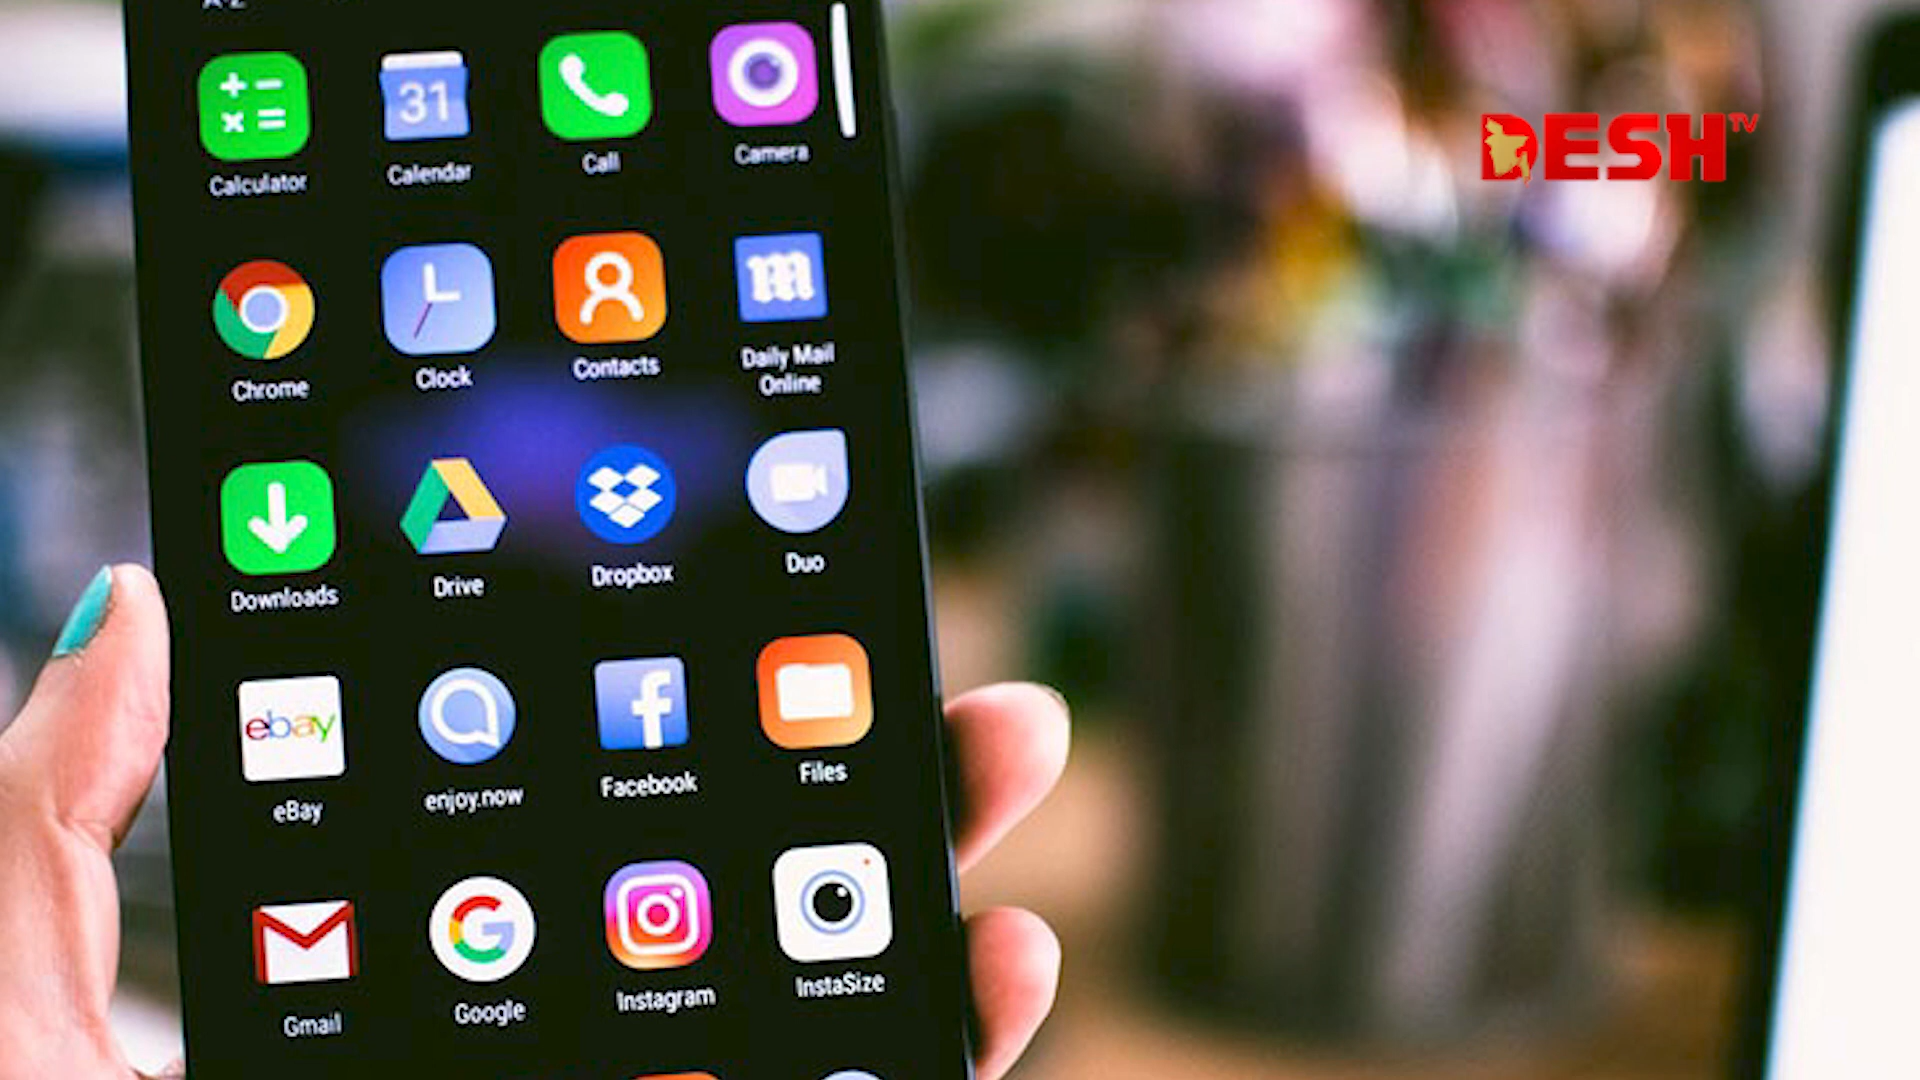 A-Z
31
Calculator
Calendar
Call
Camera
Chrome
Clock
Contacts
Daily Mail
Online
m
Downloads
Drive
Dropbox
Duo
ebay
eBay
enjoy.now
Facebook
Files
Gmail
Google
Instagram
InstaSize
DESH TV